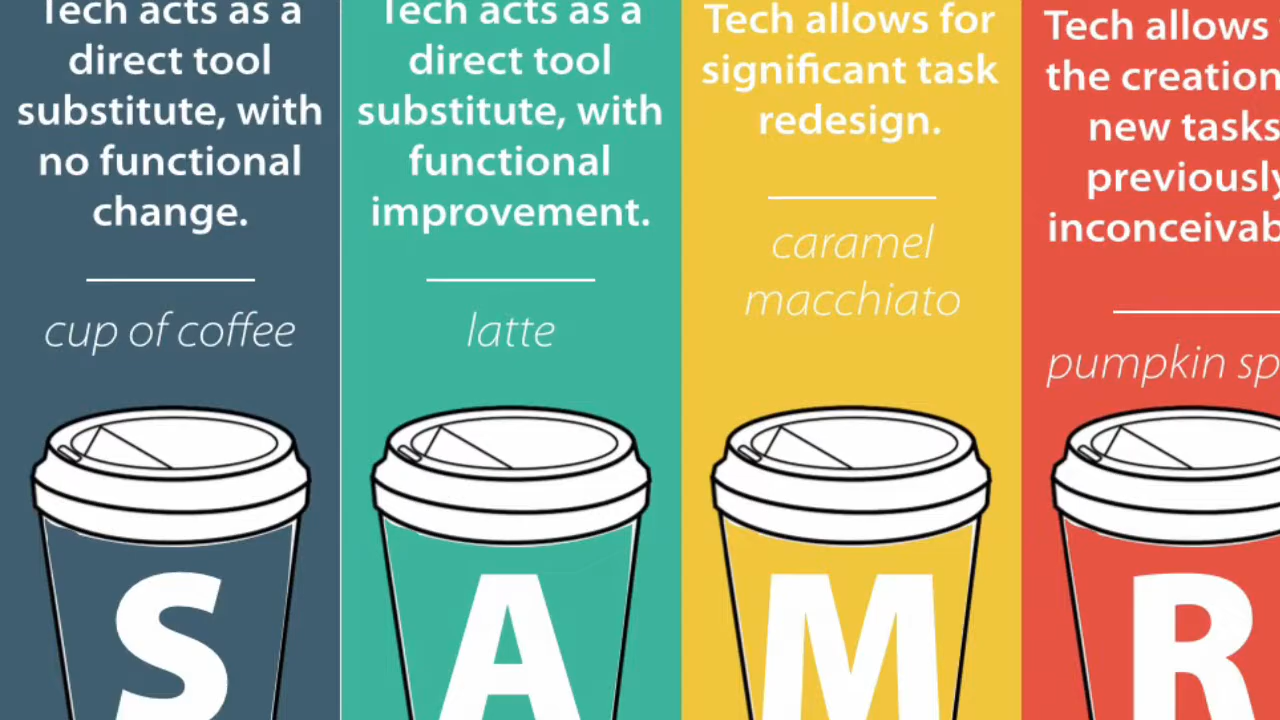 Tech acts as a
direct tool
substitute, with
no functional
change.
cup of coffee
S
Tech acts as a
direct tool
substitute, with
functional
improvement.
latte
A
Tech allows for
significant task
redesign.
caramel
macchiato
M
Tech allows
the creation
new tasks
previously
pumpkin
R